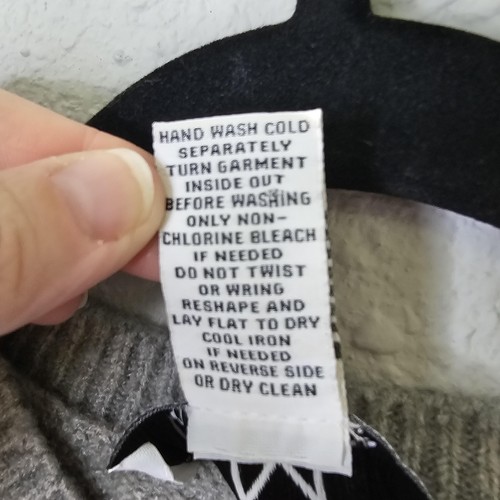 HAND WASH COLD
SEPARATELY
TURN GARMENT
INSIDE OUT
BEFORE WASHING
ONLY NON-
CHLORINE BLEACH
IF NEEDED
DO NOT TWIST
OR WRING
RESHAPE AND
LAY FLAT TO DRY
COOL IRON
IF NEEDED
ON REVERSE SIDE
OR DRY CLEAN